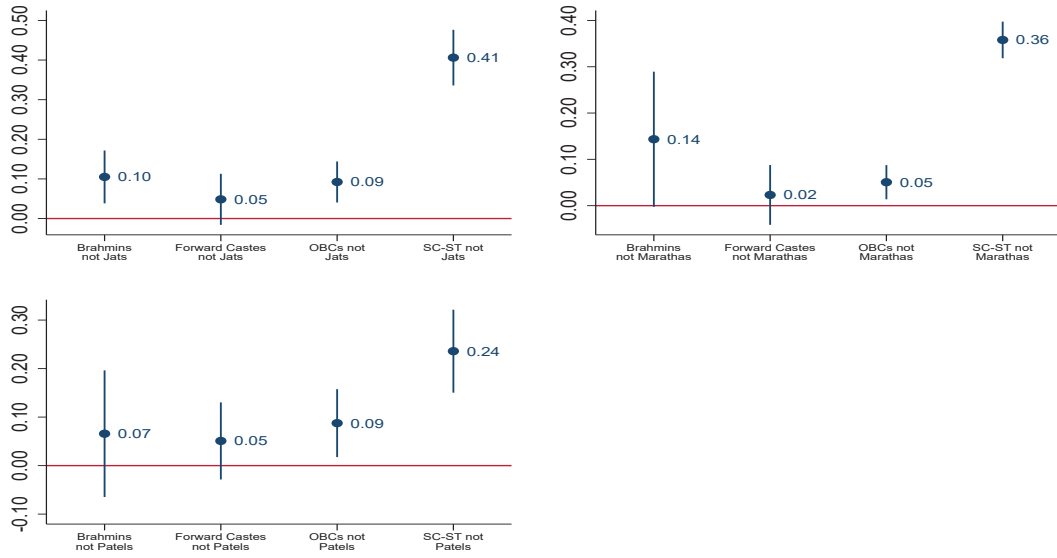 0.50
0.40
0.30
0.20
0.10
0.00
0.10
0.05
0.09
0.41
Brahmins
not Jats
Forward Castes
not Jats
OBCs not
Jats
SC-ST not
Jats
0.40
0.30
0.20
0.10
0.00
0.14
0.02
0.05
0.36
Brahmins
not Marathas
Forward Castes
not Marathas
OBCs not
Marathas
SC-ST not
Marathas
0.30
0.20
0.10
0.00
-0.10
0.07
0.05
0.09
0.24
Brahmins
not Patels
Forward Castes
not Patels
OBCs not
Patels
SC-ST not
Patels